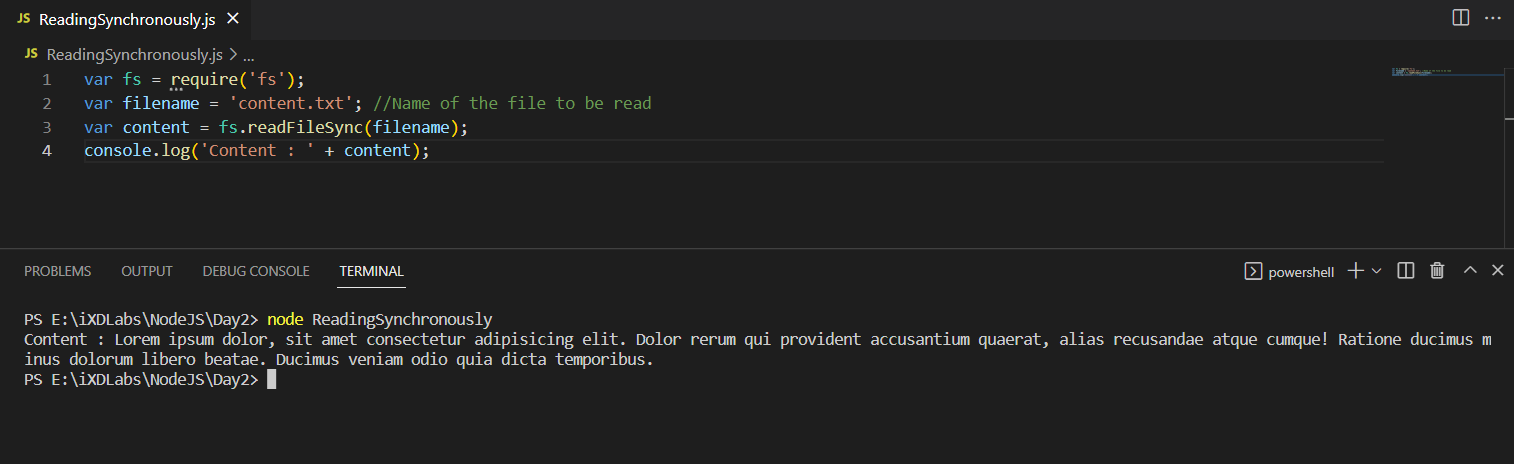 JS ReadingSynchronously.js ×
JS ReadingSynchronously.js > ...
1 var fs = require('fs');
2 var filename = 'content.txt'; //Name of the file to be read
3 var content = fs.readFileSync(filename);
4 console.log('Content : ' + content);
PROBLEMS OUTPUT DEBUG CONSOLE TERMINAL powershell
PS E:\iXDLabs\NodeJS\Day2> node ReadingSynchronously
Content : Lorem ipsum dolor, sit amet consectetur adipisicing elit. Dolor rerum qui provident accusantium quaerat, alias recusandae atque cumque! Ratione ducimus m
inus dolorum libero beatae. Ducimus veniam odio quia dicta temporibus.
PS E:\iXDLabs\NodeJS\Day2>